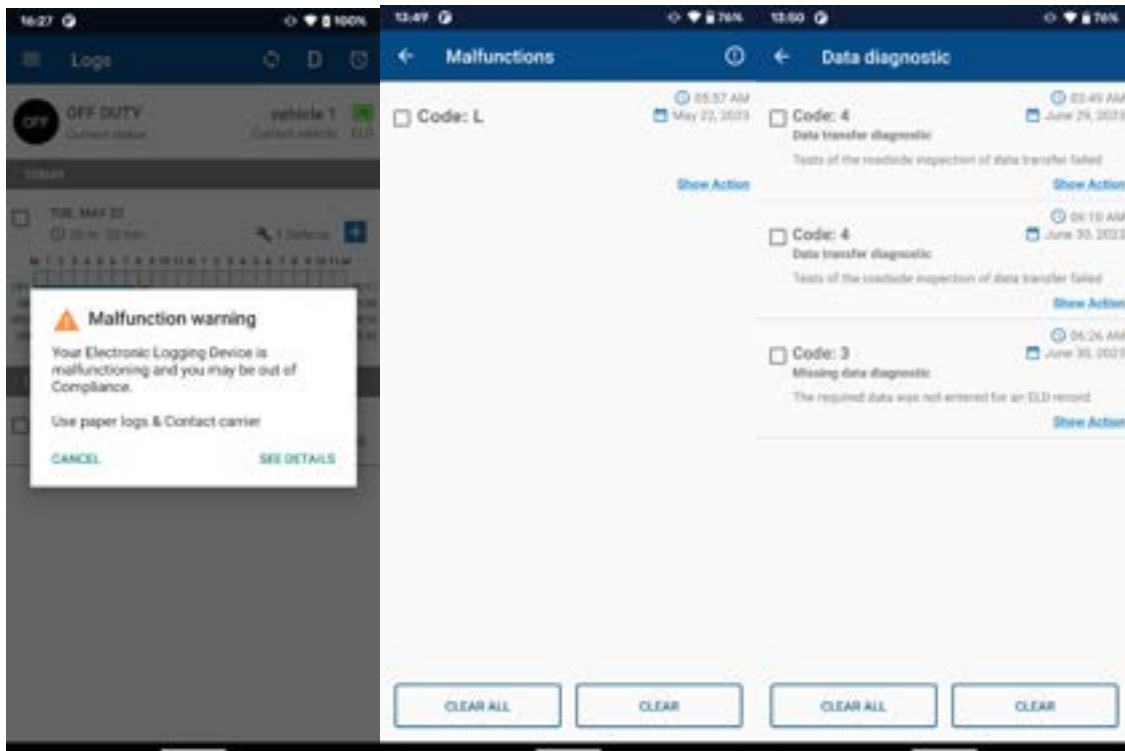 16:27
100%
Logs
D
OFF
OFF DUTY
Current status
vehicle 1
Current vehicle
ELD
TODAY
TUE, MAY 23
Malfunction warning
Your Electronic Logging Device is
malfunctioning and you may be out of
Compliance.
Use paper logs & Contact carrier
CANCEL
SEE DETAILS
13:49
76%
Malfunctions
Code: L
05:57 AM
May 22, 2023
Show Action
CLEAR ALL
CLEAR
13:50
76%
Data diagnostic
Code: 4
03:49 AM
June 29, 2023
Data transfer diagnostic
Tests of the roadside inspection of data transfer failed
Show Action
Code: 4
06:10 AM
June 30, 2023
Data transfer diagnostic
Tests of the roadside inspection of data transfer failed
Show Action
Code: 3
06:26 AM
June 30, 2023
Missing data diagnostic
The required data was not entered for an ELD record
Show Action
CLEAR ALL
CLEAR